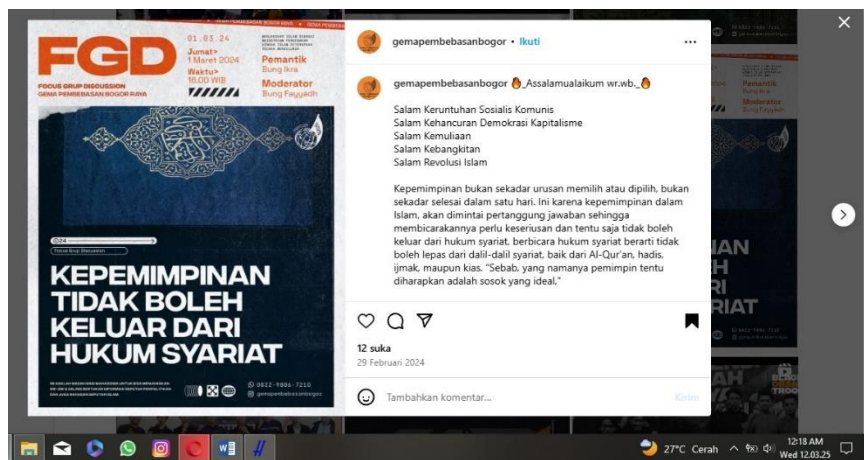 FGD
FOCUS GRUP DISCUSSION
GEMA PEMBEBASAN BOGOR RAYA
01.03.24
Jumat>
1 Maret 2024
Waktu>
16.00 WIB
Pemantik
Bung Ikra
Moderator
Bung Fayyadh
Focus Grup Discussion
KEPEMIMPINAN
TIDAK BOLEH
KELUAR DARI
HUKUM SYARIAT
0822-9886-7210
gemapembebasanbogor
gemapembebasanbogor • Ikuti
gemapembebasanbogor 🔥_Assalamualaikum wr.wb._🔥
Salam Keruntuhan Sosialis Komunis
Salam Kehancuran Demokrasi Kapitalisme
Salam Kemuliaan
Salam Kebangkitan
Salam Revolusi Islam
Kepemimpinan bukan sekadar urusan memilih atau dipilih, bukan
sekadar selesai dalam satu hari. Ini karena kepemimpinan dalam
Islam, akan dimintai pertanggung jawaban sehingga
membicarakannya perlu keseriusan dan tentu saja tidak boleh
keluar dari hukum syariat, berbicara hukum syariat berarti tidak
boleh lepas dari dalil-dalil syariat, baik dari Al-Qur'an, hadis,
ijmak, maupun kias. "Sebab, yang namanya pemimpin tentu
diharapkan adalah sosok yang ideal,"
12 suka
29 Februari 2024
Tambahkan komentar...
Kirim
27°C Cerah
12:18 AM
Wed 12.03.25